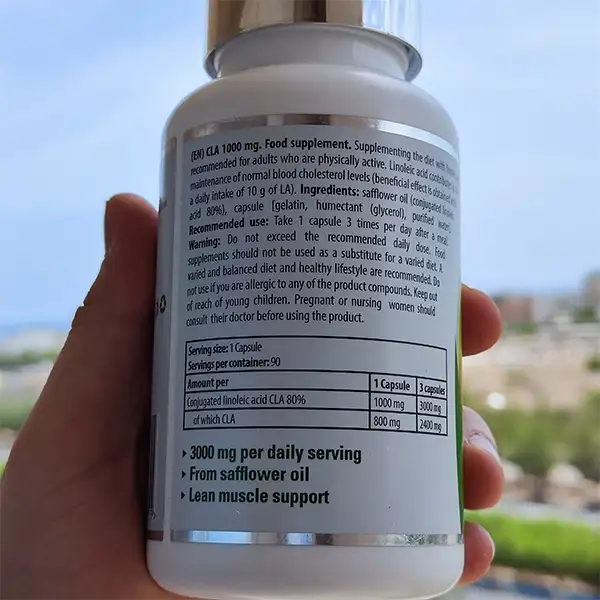 (EN) CLA 1000 mg. Food supplement. Supplementing the diet with
recommended for adults who are physically active. Linoleic acid contributes
maintenance of normal blood cholesterol levels (beneficial effect is obtained with
a daily intake of 10 g of LA). Ingredients: safflower oil (conjugated linoleic
acid 80%), capsule [gelatin, humectant (glycerol), purified water].
Recommended use: Take 1 capsule 3 times per day after a meal.
Warning: Do not exceed the recommended daily dose. Food
supplements should not be used as a substitute for a varied diet. A
varied and balanced diet and healthy lifestyle are recommended. Do
not use if you are allergic to any of the product compounds. Keep out
of reach of young children. Pregnant or nursing women should
consult their doctor before using the product.
Serving size: 1 Capsule
Servings per container: 90
Amount per 1 Capsule 3 capsules
Conjugated linoleic acid CLA 80% 1000 mg 3000 mg
of which CLA 800 mg 2400 mg
‣ 3000 mg per daily serving
‣ From safflower oil
‣ Lean muscle support